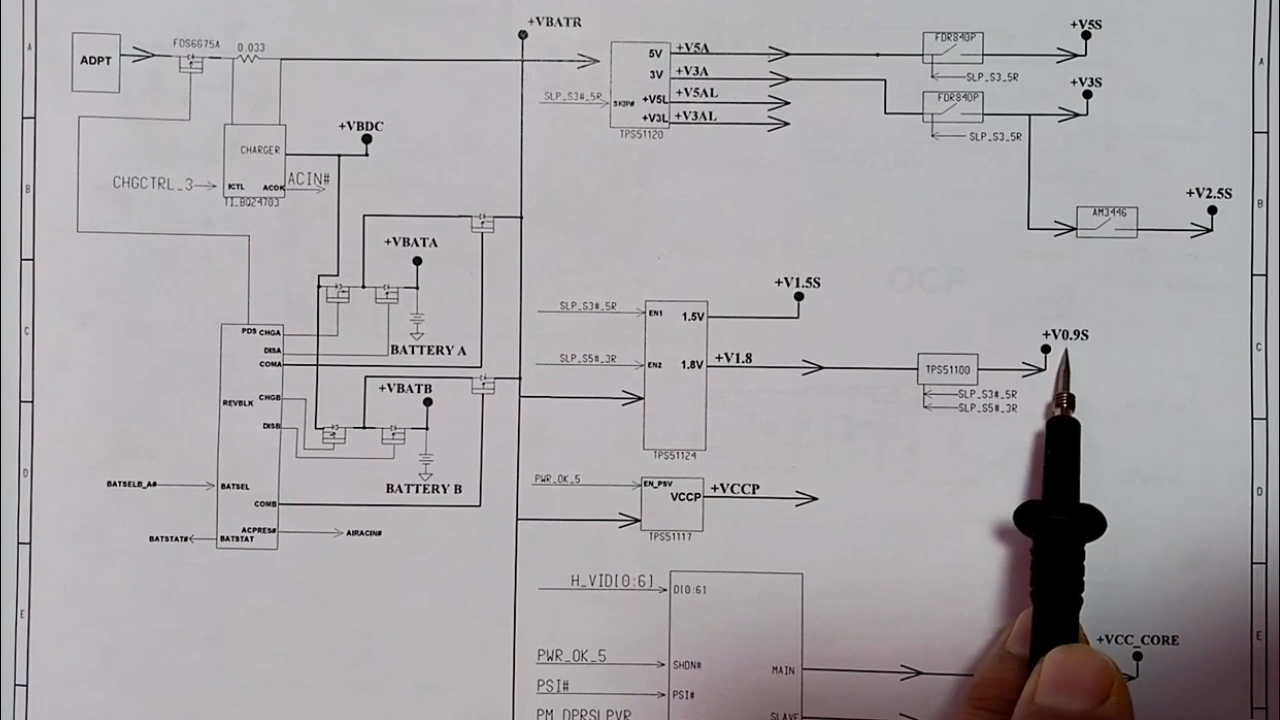 +VBATR
+V5S
ADPT
FDS6675A
0.033
5V
+V5A
3V
+V3A
+V5L
+V5AL
+V3L
+V3AL
SLP_S3#_5R
TPS51120
FDR840P
SLP_S3_5R
+V3S
FDR840P
SLP_S3_5R
CHARGER
+VBDC
CHGCTRL_3
ICTL
ACOK
ACIN#
TI_BQ24703
AM3446
+V2.5S
+VBATA
BATTERY A
+VBATB
BATTERY B
PDS
CHGA
DISA
COMA
CHGB
REVBLK
DISB
BATSELB_A#
BATSEL
COMB
ACPRES#
AIRACIN#
BATSTAT#
BATSTAT
SLP_S3#_5R
EN1
1.5V
+V1.5S
SLP_S5#_3R
EN2
1.8V
+V1.8
TPS51124
TPS51100
+V0.9S
SLP_S3#_5R
SLP_S5#_3R
PWR_OK_5
EN_PSV
VCCP
+VCCP
TPS51117
H_VID[0:6]
D[0:6]
PWR_OK_5
SHDN#
MAIN
+VCC_CORE
PSI#
PSI#
PM_DPRSLPVR
SLAVE
A
B
C
D
E
A
B
C
D
E